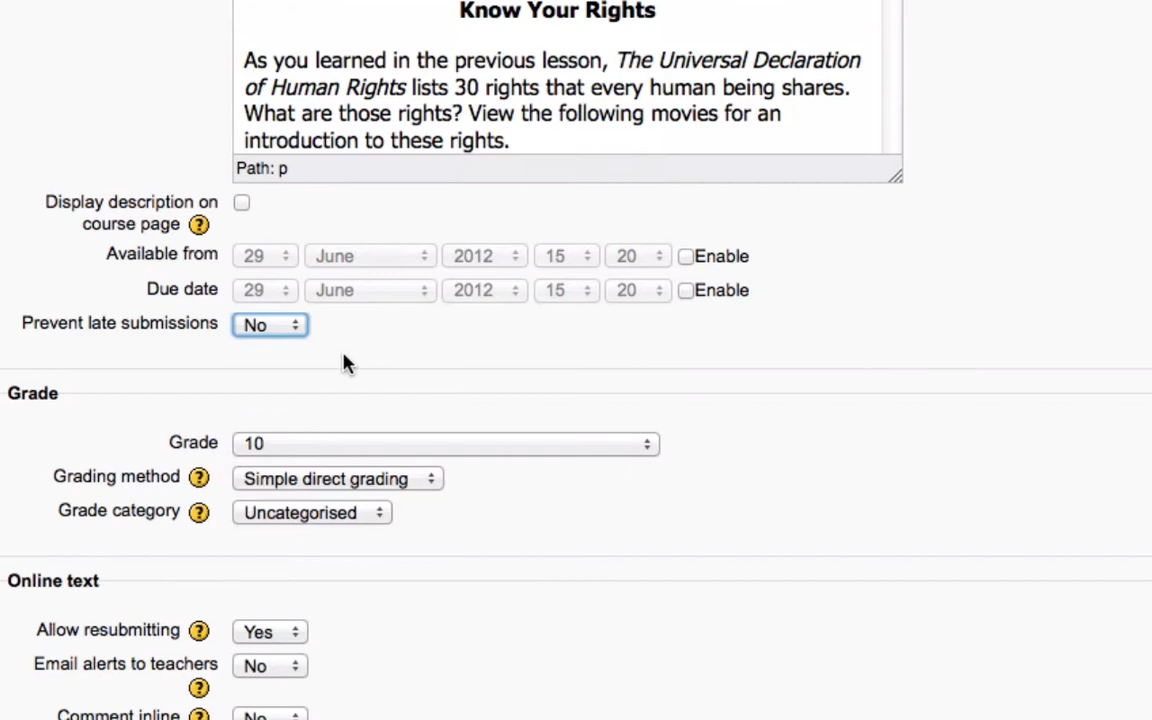 Know Your Rights
As you learned in the previous lesson, The Universal Declaration
of Human Rights lists 30 rights that every human being shares.
What are those rights? View the following movies for an
introduction to these rights.
Path: p
Display description on
course page ?
Available from 29 June 2012 15 20 Enable
Due date 29 June 2012 15 20 Enable
Prevent late submissions No
Grade
Grade 10
Grading method ? Simple direct grading
Grade category ? Uncategorised
Online text
Allow resubmitting ? Yes
Email alerts to teachers No
?
Comment inline ? No